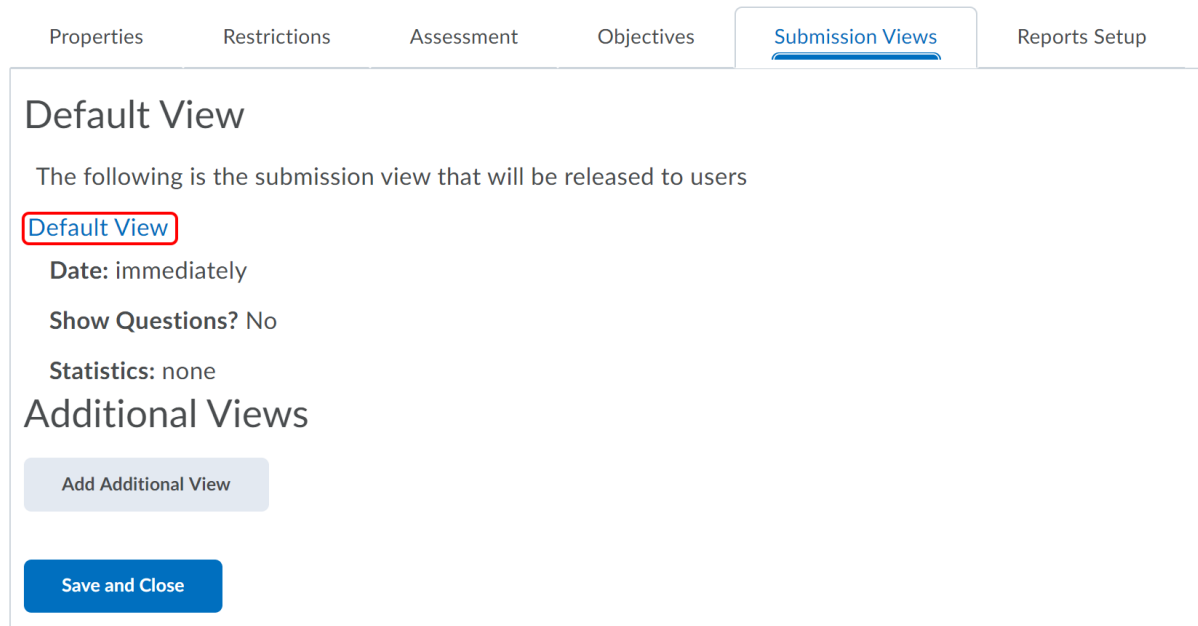 Properties Restrictions Assessment Objectives Submission Views Reports Setup
Default View
The following is the submission view that will be released to users
Default View
Date: immediately
Show Questions? No
Statistics: none
Additional Views
Add Additional View
Save and Close